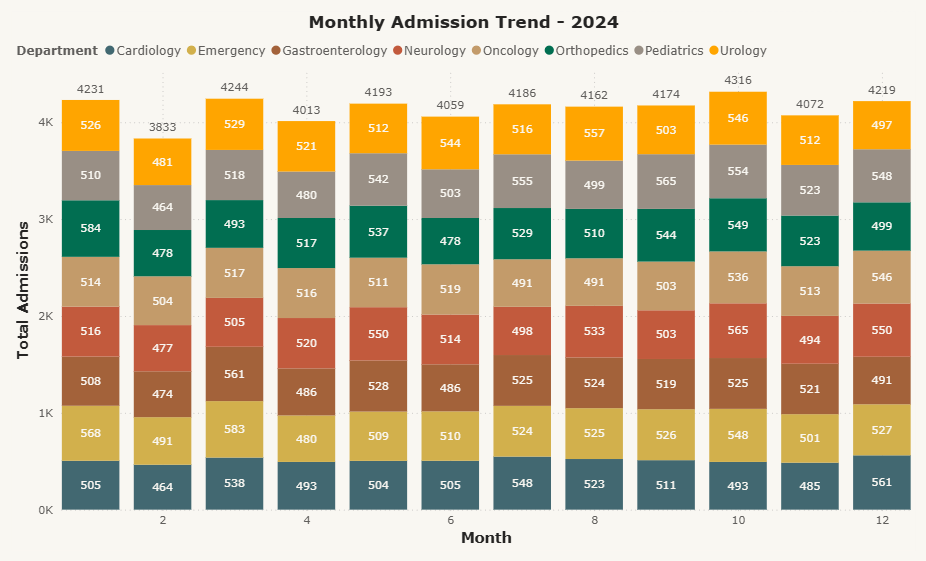 Monthly Admission Trend - 2024
Department Cardiology Emergency Gastroenterology Neurology Oncology Orthopedics Pediatrics Urology
4231 3833 4244 4013 4193 4059 4186 4162 4174 4316 4072 4219
526 481 529 521 512 544 516 557 503 546 512 497
510 464 518 480 542 503 555 499 565 554 523 548
584 478 493 517 537 478 529 510 544 549 523 499
514 504 517 516 511 519 491 491 503 536 513 546
516 477 505 520 550 514 498 533 503 565 494 550
508 474 561 486 528 486 525 524 519 525 521 491
568 491 583 480 509 510 524 525 526 548 501 527
505 464 538 493 504 505 548 523 511 493 485 561
4K
3K
2K
1K
0K
Total Admissions
2 4 6 8 10 12
Month